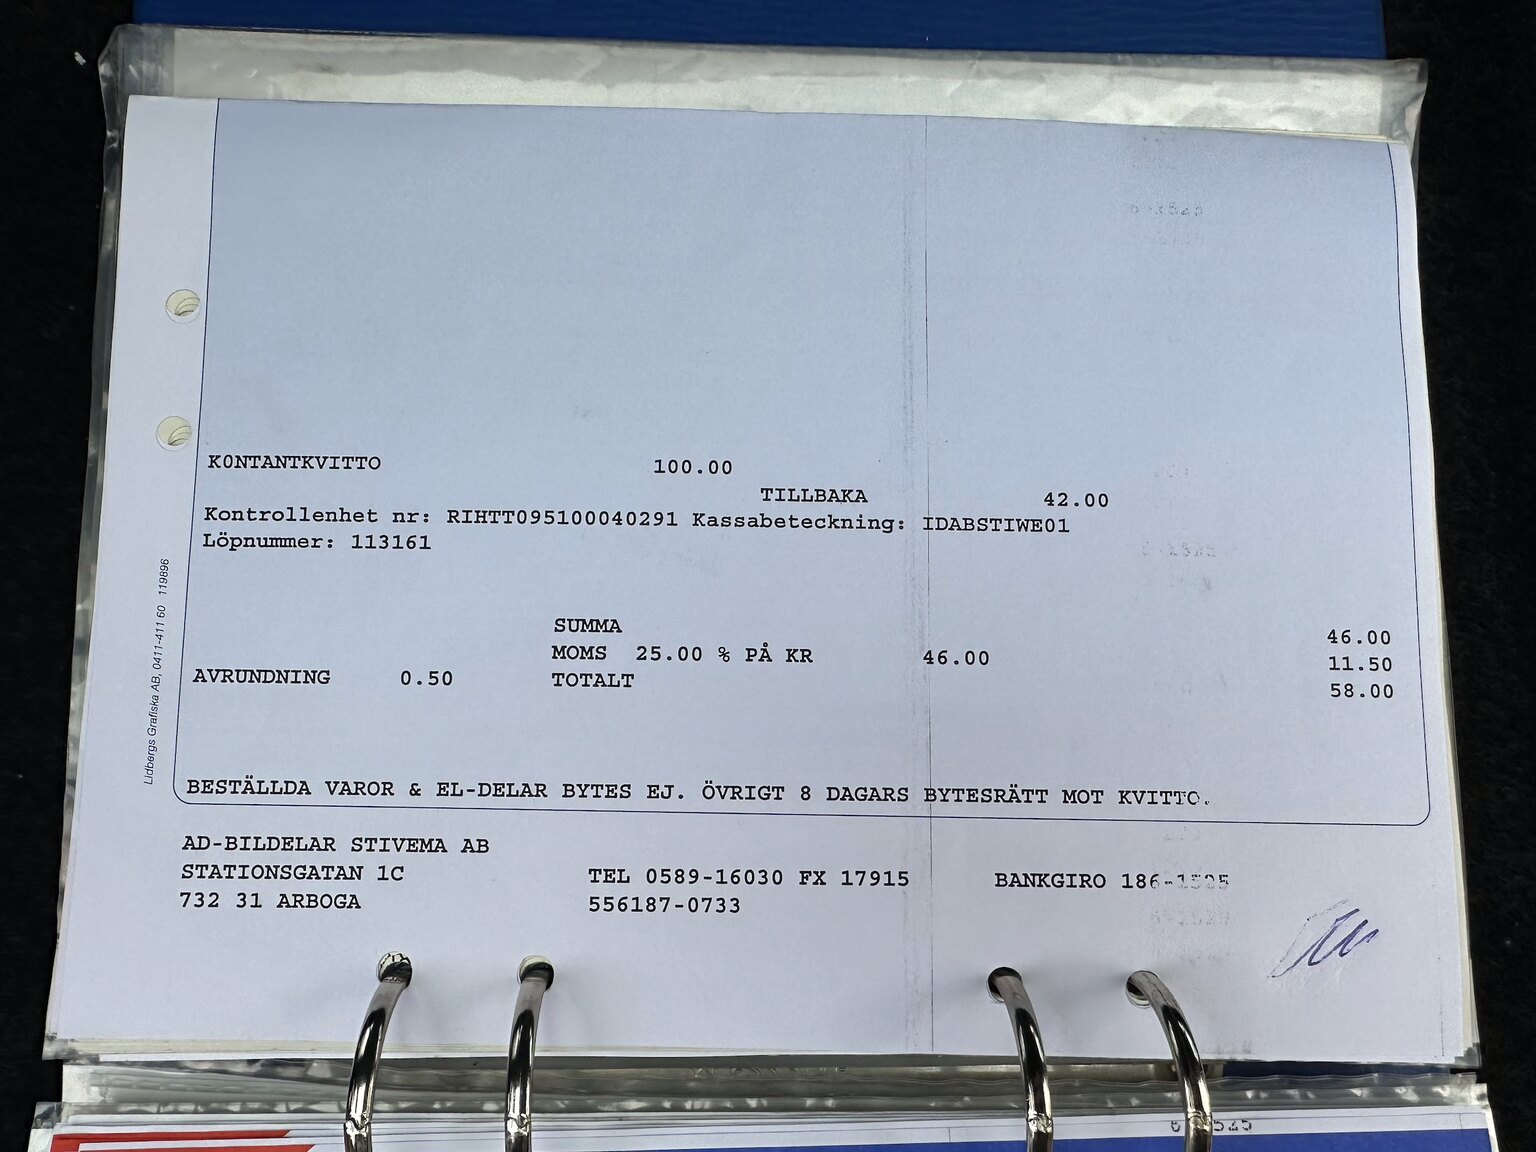 KONTANTKVITTO 100.00
TILLBAKA 42.00
Kontrollenhet nr: RIHTT095100040291 Kassabeteckning: IDABSTIWE01
Löpnummer: 113161
SUMMA 46.00
MOMS 25.00 % PÅ KR 46.00 11.50
AVRUNDNING 0.50 TOTALT 58.00
BESTÄLLDA VAROR & EL-DELAR BYTES EJ. ÖVRIGT 8 DAGARS BYTESRÄTT MOT KVITTO.
AD-BILDELAR STIVEMA AB
STATIONSGATAN 1C TEL 0589-16030 FX 17915 BANKGIRO 186-1525
732 31 ARBOGA 556187-0733
Lidbergs Grafiska AB, 0411-411 60 119896